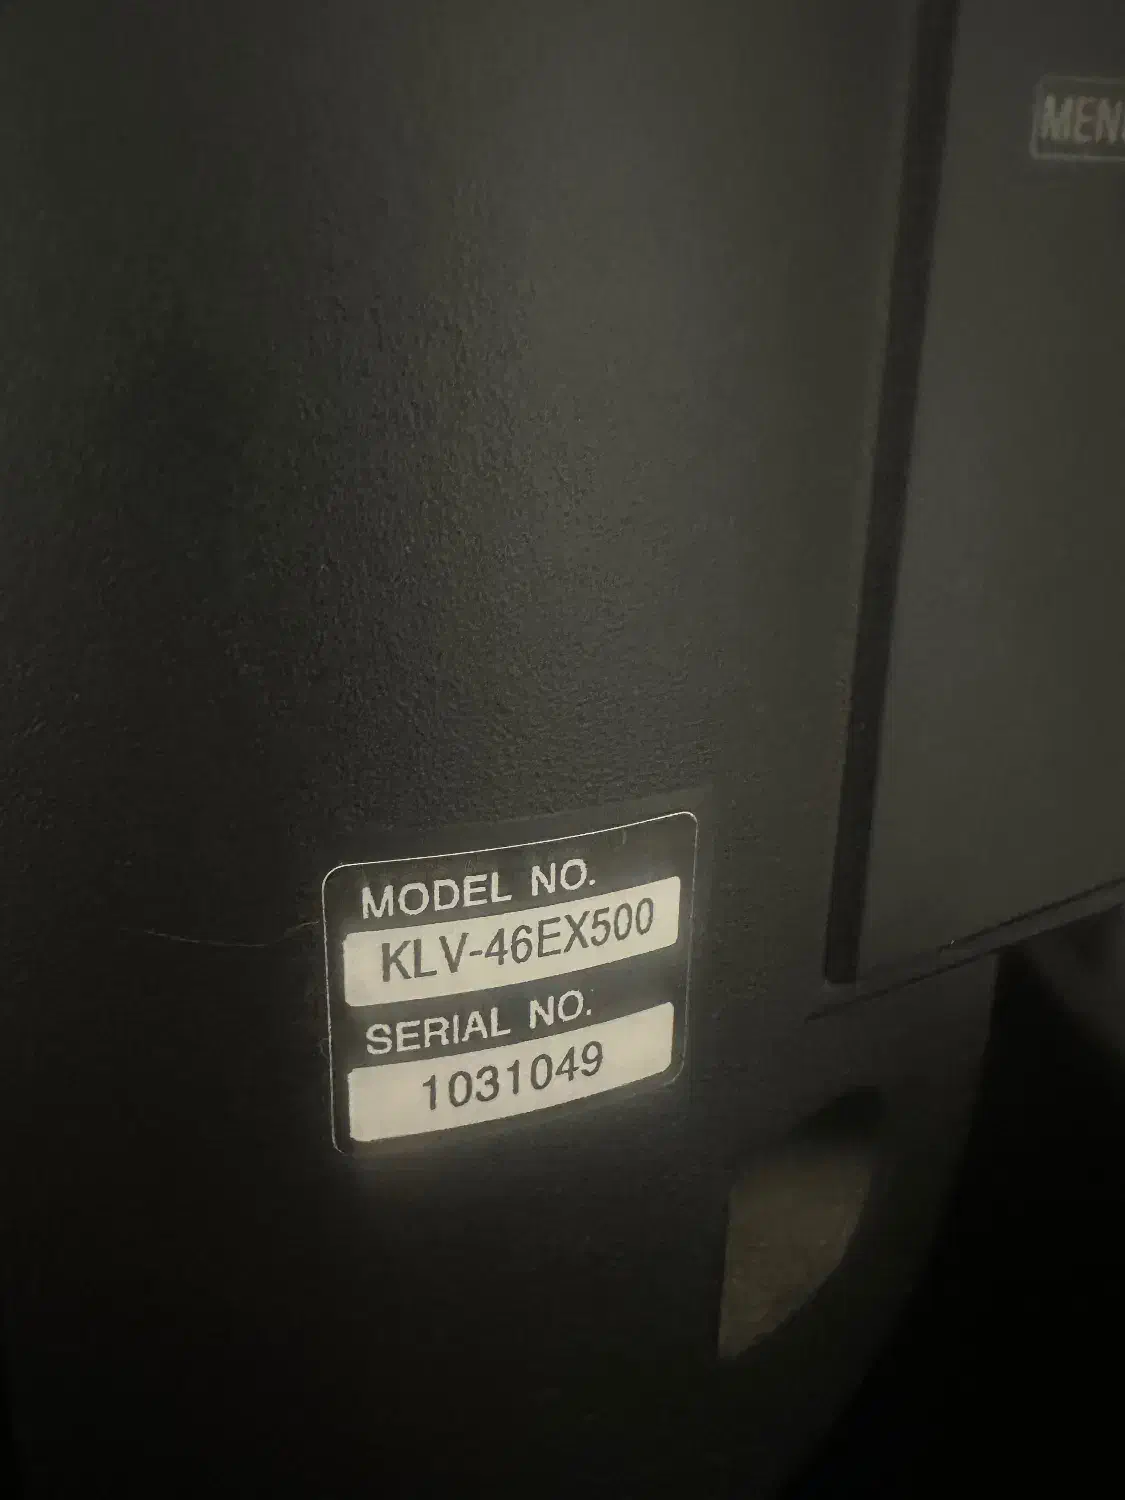 MODEL NO.
KLV-46EX500
SERIAL NO.
1031049